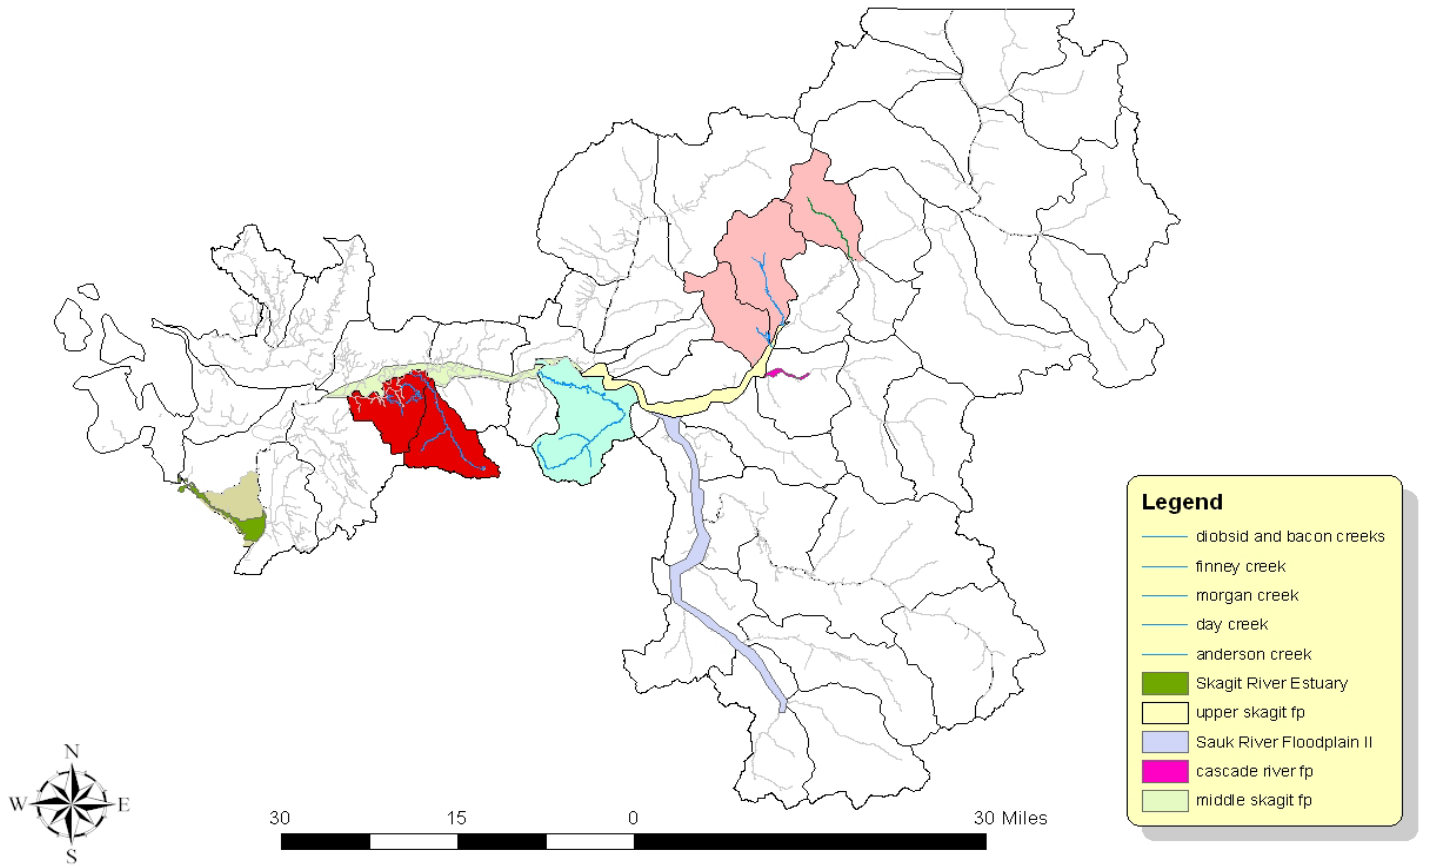 Legend
diobsid and bacon creeks
finney creek
morgan creek
day creek
anderson creek
Skagit River Estuary
upper skagit fp
Sauk River Floodplain II
cascade river fp
middle skagit fp
N
W E
S
30 15 0 30 Miles